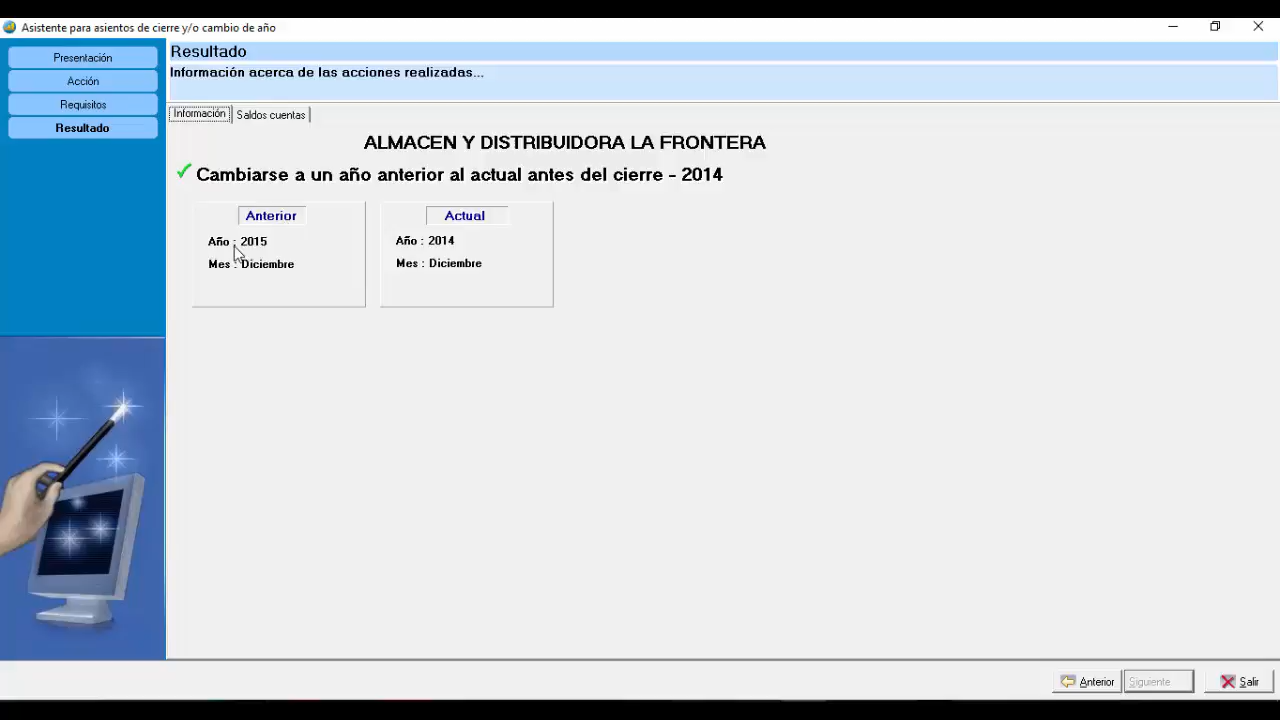 Asistente para asientos de cierre y/o cambio de año
Presentación
Acción
Requisitos
Resultado
Resultado
Información acerca de las acciones realizadas...
Información
Saldos cuentas
ALMACEN Y DISTRIBUIDORA LA FRONTERA
Cambiarse a un año anterior al actual antes del cierre - 2014
Anterior
Año : 2015
Mes : Diciembre
Actual
Año : 2014
Mes : Diciembre
Anterior
Siguiente
Salir